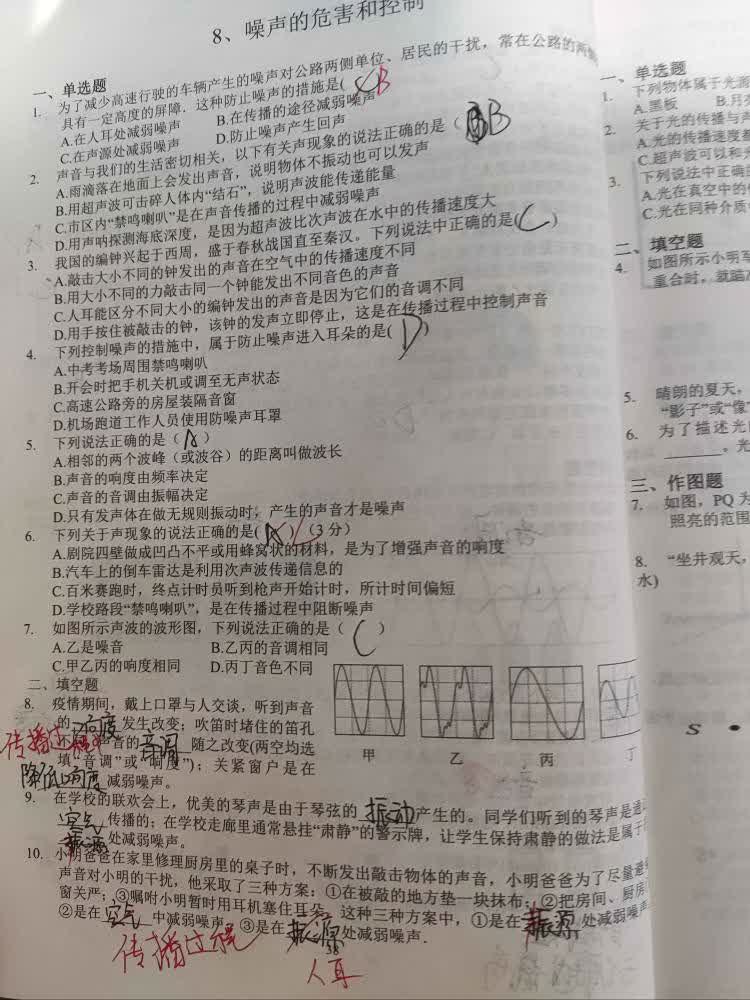 8、噪声的危害和控制
一、单选题
1. 为了减少高速行驶的车辆产生的噪声对公路两侧单位、居民的干扰，常在公路的两侧
具有一定高度的屏障．这种防止噪声的措施是( C B
A.在人耳处减弱噪声 B.在传播的途径减弱噪声
C.在声源处减弱噪声 D.防止噪声产生回声
2. 声音与我们的生活密切相关，以下有关声现象的说法正确的是（ B
A.雨滴落在地面上会发出声音，说明物体不振动也可以发声
B.用超声波可击碎人体内“结石”，说明声波能传递能量
C.市区内“禁鸣喇叭”是在声音传播的过程中减弱噪声
D.用声呐探测海底深度，是因为超声波比次声波在水中的传播速度大
3. 我国的编钟兴起于西周，盛于春秋战国直至秦汉．下列说法中正确的是( C )
A.敲击大小不同的钟发出的声音在空气中的传播速度不同
B.用大小不同的力敲击同一个钟能发出不同音色的声音
C.人耳能区分不同大小的编钟发出的声音是因为它们的音调不同
D.用手按住被敲击的钟，该钟的发声立即停止，这是在传播过程中控制声音
4. 下列控制噪声的措施中，属于防止噪声进入耳朵的是( D )
A.中考考场周围禁鸣喇叭
B.开会时把手机关机或调至无声状态
C.高速公路旁的房屋装隔音窗
D.机场跑道工作人员使用防噪声耳罩
5. 下列说法正确的是（ A ）
A.相邻的两个波峰（或波谷）的距离叫做波长
B.声音的响度由频率决定
C.声音的音调由振幅决定
D.只有发声体在做无规则振动时，产生的声音才是噪声
6. 下列关于声现象的说法正确的是( )（3 分）
A.剧院四壁做成凹凸不平或用蜂窝状的材料，是为了增强声音的响度
B.汽车上的倒车雷达是利用次声波传递信息的
C.百米赛跑时，终点计时员听到枪声开始计时，所计时间偏短
D.学校路段“禁鸣喇叭”，是在传播过程中阻断噪声
7. 如图所示声波的波形图，下列说法正确的是（ C ）
A.乙是噪音 B.乙丙的音调相同
C.甲乙丙的响度相同 D.丙丁音色不同
甲 乙 丙 丁
二、填空题
8. 疫情期间，戴上口罩与人交谈，听到声音
的 响度 发生改变；吹笛时堵住的笛孔
声音的 音调 随之改变(两空均选
传播过程中
填“音调”或“响度”)；关紧窗户是在
降低响度 减弱噪声。
9. 在学校的联欢会上，优美的琴声是由于琴弦的 振动 产生的。同学们听到的琴声是通
空气 传播的；在学校走廊里通常悬挂“肃静”的警示牌，让学生保持肃静的做法是属于
振源 处减弱噪声。
10. 小明爸爸在家里修理厨房里的桌子时，不断发出敲击物体的声音，小明爸爸为了尽量避
声音对小明的干扰，他采取了三种方案：①在被敲的地方垫一块抹布；②把房间、厨房
窗关严；③嘱咐小明暂时用耳机塞住耳朵．这种三种方案中，①是在 振源 处减弱噪声
②是在 空气 中减弱噪声，③是在 振源 处减弱噪声．
传播过程
人耳
38
一、单选题
1. 下列物体属于光源
A.黑板 B.月
2. 关于光的传播与声
A.光的传播速度
C.超声波可以和光
3. 下列说法中正确的
A.光在真空中的
C.光在同种介质
二、填空题
4. 如图所示小明军
重合时，就瞄
5. 晴朗的夏天，
“影子”或“像”
6. 为了描述光
______。光
三、作图题
7. 如图，PQ 为
照亮的范围
8. “坐井观天，
水)
S